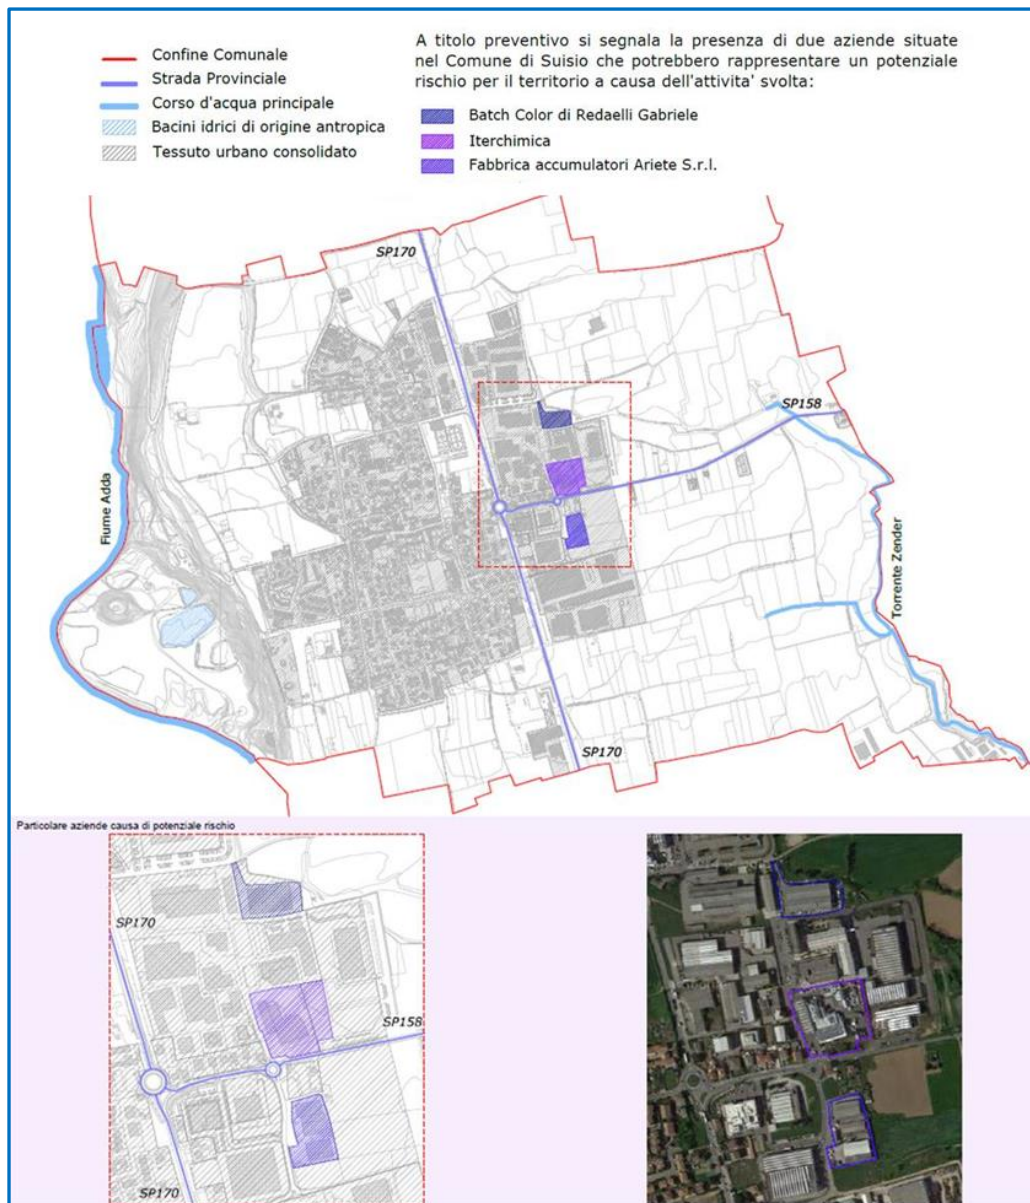 Confine Comunale
Strada Provinciale
Corso d'acqua principale
Bacini idrici di origine antropica
Tessuto urbano consolidato
A titolo preventivo si segnala la presenza di due aziende situate
nel Comune di Suisio che potrebbero rappresentare un potenziale
rischio per il territorio a causa dell'attivita' svolta:
Batch Color di Redaelli Gabriele
Iterchimica
Fabbrica accumulatori Ariete S.r.l.
SP170
SP158
Fiume Adda
Torrente Zender
SP170
Particolare aziende causa di potenziale rischio
SP170
SP158
SP170